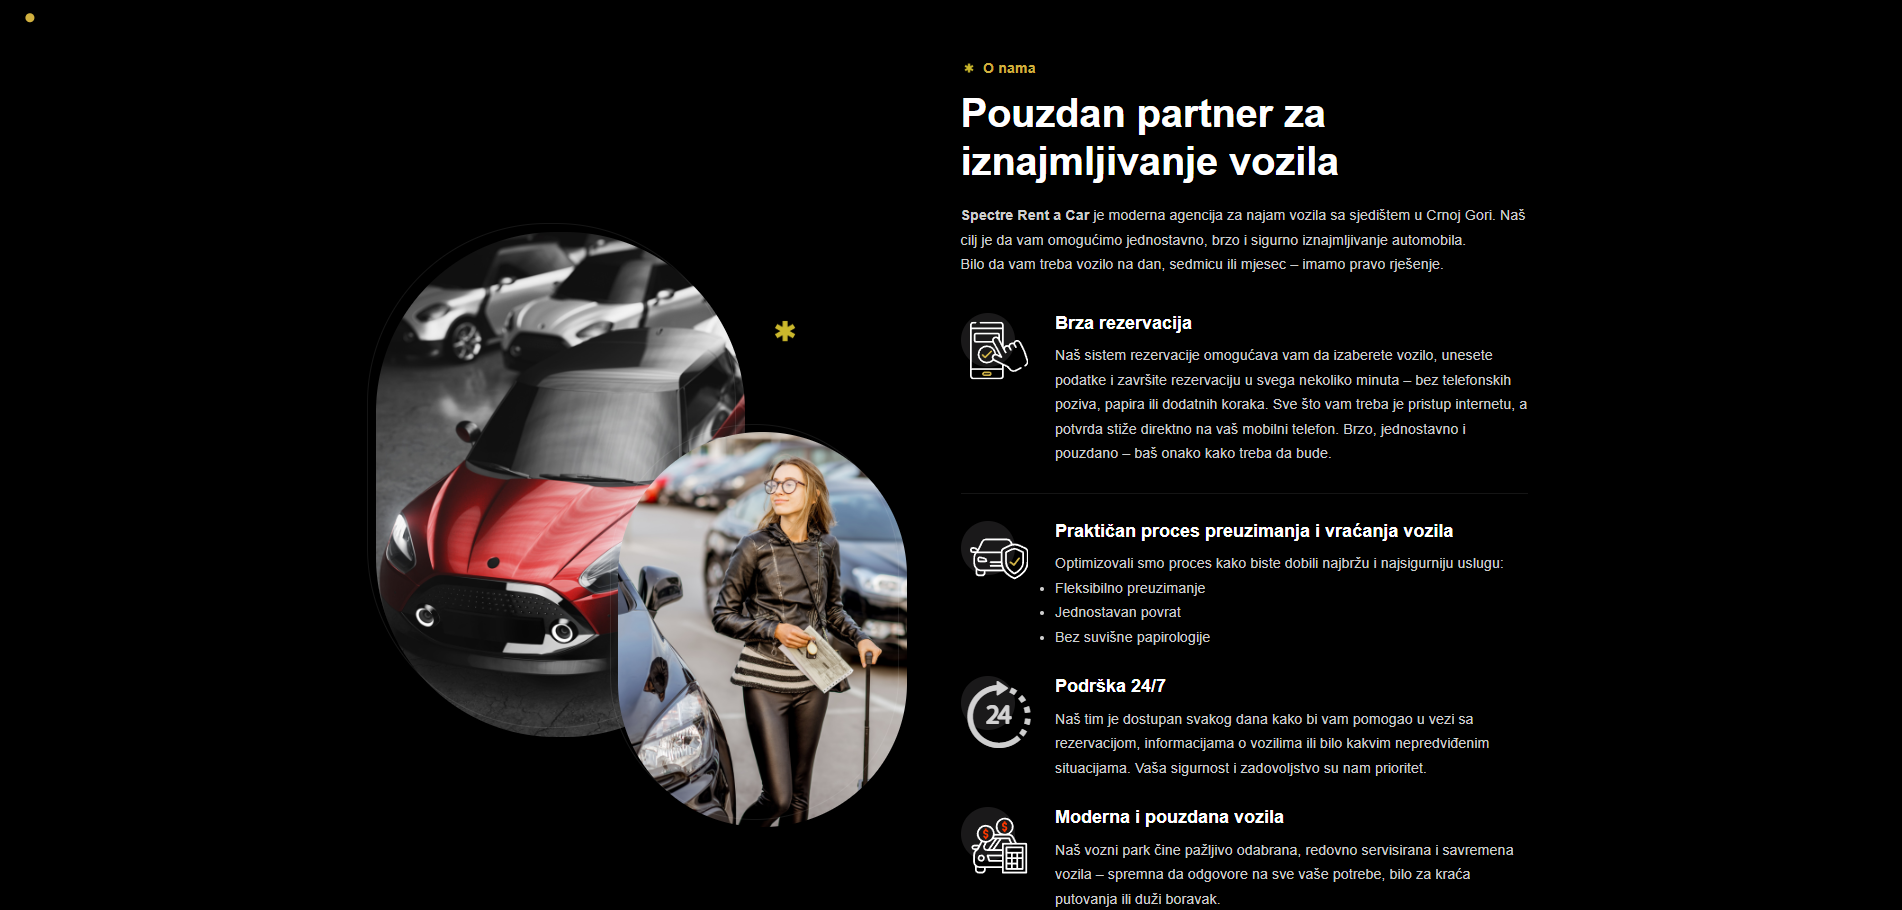 O nama
Pouzdan partner za
iznajmljivanje vozila
Spectre Rent a Car je moderna agencija za najam vozila sa sjedištem u Crnoj Gori. Naš
cilj je da vam omogućimo jednostavno, brzo i sigurno iznajmljivanje automobila.
Bilo da vam treba vozilo na dan, sedmicu ili mjesec – imamo pravo rješenje.
Brza rezervacija
Naš sistem rezervacije omogućava vam da izaberete vozilo, unesete
podatke i završite rezervaciju u svega nekoliko minuta – bez telefonskih
poziva, papira ili dodatnih koraka. Sve što vam treba je pristup internetu, a
potvrda stiže direktno na vaš mobilni telefon. Brzo, jednostavno i
pouzdano – baš onako kako treba da bude.
Praktičan proces preuzimanja i vraćanja vozila
Optimizovali smo proces kako biste dobili najbržu i najsigurniju uslugu:
• Fleksibilno preuzimanje
• Jednostavan povrat
• Bez suvišne papirologije
24
Podrška 24/7
Naš tim je dostupan svakog dana kako bi vam pomogao u vezi sa
rezervacijom, informacijama o vozilima ili bilo kakvim nepredviđenim
situacijama. Vaša sigurnost i zadovoljstvo su nam prioritet.
$ $
Moderna i pouzdana vozila
Naš vozni park čine pažljivo odabrana, redovno servisirana i savremena
vozila – spremna da odgovore na sve vaše potrebe, bilo za kraća
putovanja ili duži boravak.